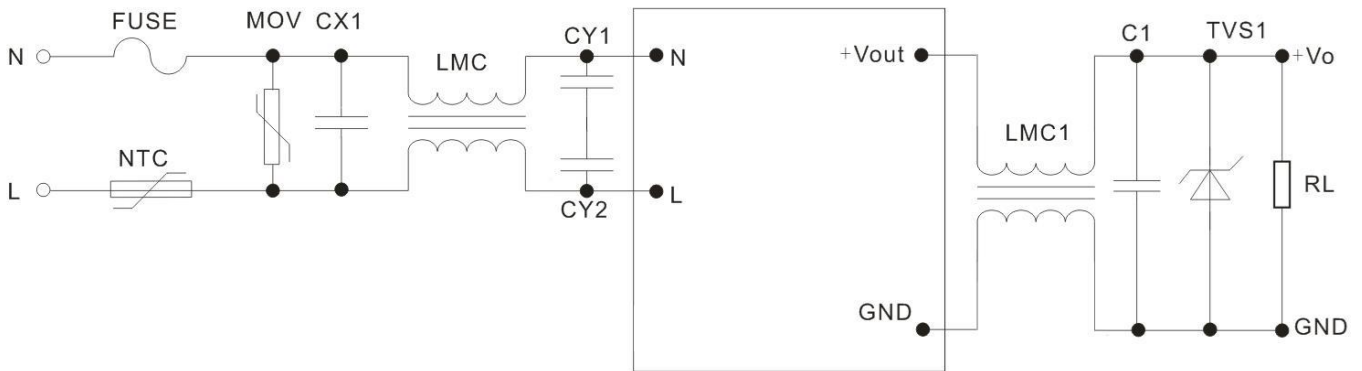 FUSE
MOV
CX1
LMC
CY1
C1
TVS1
N
N
+Vout
+Vo
LMC1
NTC
L
CY2
L
RL
GND
GND